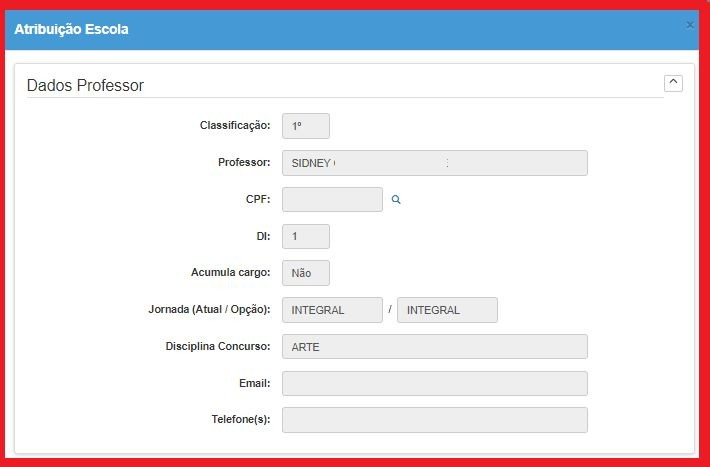 Atribuição Escola ×
Dados Professor
Classificação: 1º
Professor: SIDNEY
CPF:
DI: 1
Acumula cargo: Não
Jornada (Atual / Opção): INTEGRAL / INTEGRAL
Disciplina Concurso: ARTE
Email:
Telefone(s):